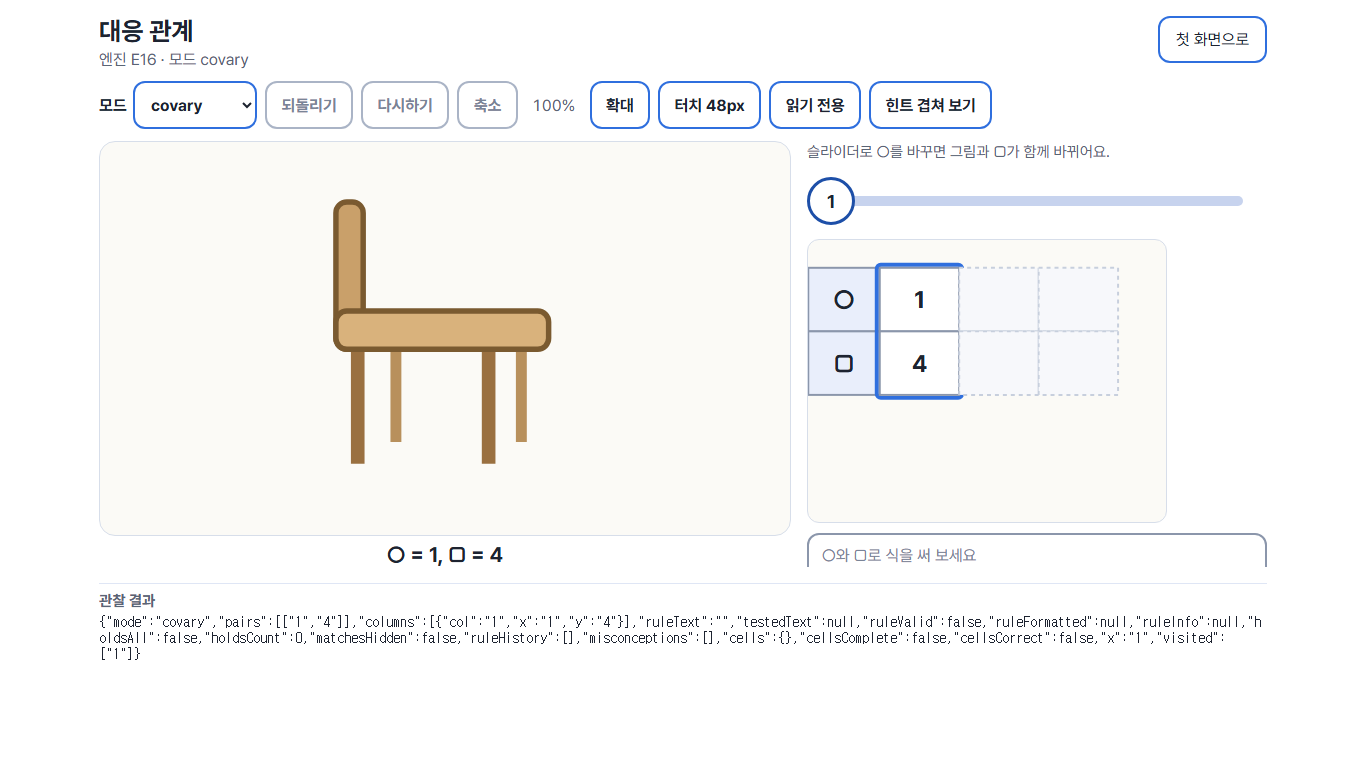 대응 관계
엔진 E16 · 모드 covary
첫 화면으로
모드 covary 되돌리기 다시하기 축소 100% 확대 터치 48px 읽기 전용 힌트 겹쳐 보기
슬라이더로 ○를 바꾸면 그림과 □가 함께 바뀌어요.
1
○ 1
□ 4
○ = 1, □ = 4
○와 □로 식을 써 보세요
관찰 결과
{"mode":"covary","pairs":[["1","4"]],"columns":[{"col":"1","x":"1","y":"4"}],"ruleText":"","testedText":null,"ruleValid":false,"ruleFormatted":null,"ruleInfo":null,"h
oldsAll":false,"holdsCount":0,"matchesHidden":false,"ruleHistory":[],"misconceptions":[],"cells":{},"cellsComplete":false,"cellsCorrect":false,"x":"1","visited":
["1"]}